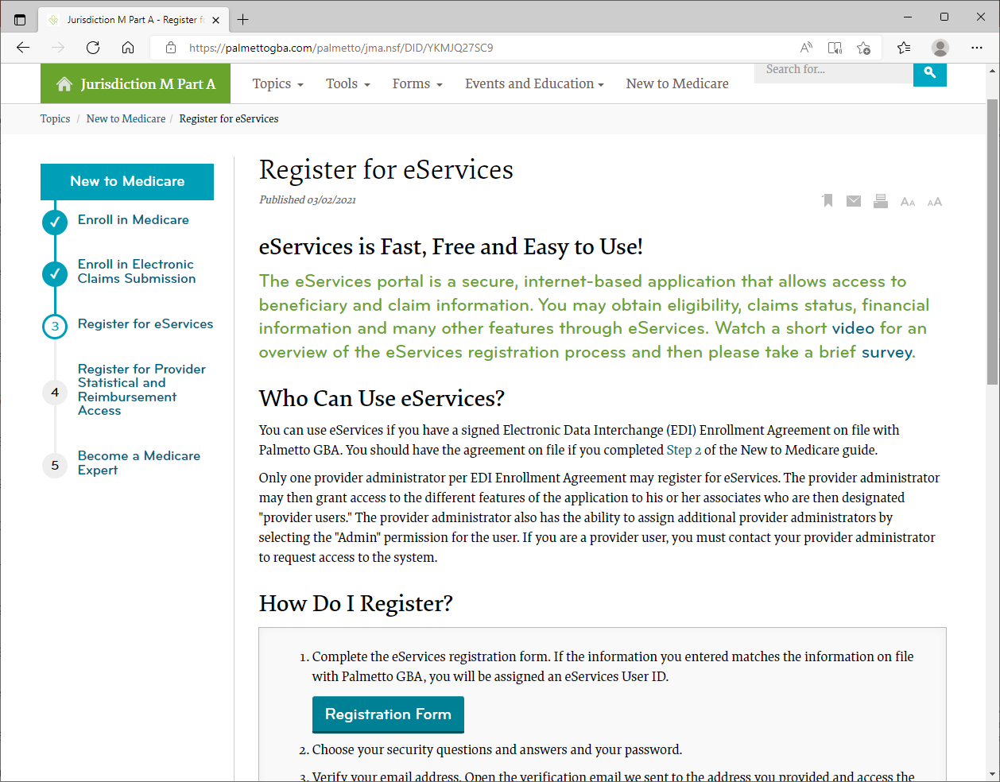 Jurisdiction M Part A - Register f
https://palmettogba.com/palmetto/jma.nsf/DID/YKMJQ27SC9
Jurisdiction M Part A
Topics
Tools
Forms
Events and Education
New to Medicare
Search for...
Topics / New to Medicare / Register for eServices
New to Medicare
Enroll in Medicare
Enroll in Electronic
Claims Submission
3 Register for eServices
4 Register for Provider
Statistical and
Reimbursement
Access
5 Become a Medicare
Expert
Register for eServices
Published 03/02/2021
AA AA
eServices is Fast, Free and Easy to Use!
The eServices portal is a secure, internet-based application that allows access to
beneficiary and claim information. You may obtain eligibility, claims status, financial
information and many other features through eServices. Watch a short video for an
overview of the eServices registration process and then please take a brief survey.
Who Can Use eServices?
You can use eServices if you have a signed Electronic Data Interchange (EDI) Enrollment Agreement on file with
Palmetto GBA. You should have the agreement on file if you completed Step 2 of the New to Medicare guide.
Only one provider administrator per EDI Enrollment Agreement may register for eServices. The provider administrator
may then grant access to the different features of the application to his or her associates who are then designated
"provider users." The provider administrator also has the ability to assign additional provider administrators by
selecting the "Admin" permission for the user. If you are a provider user, you must contact your provider administrator
to request access to the system.
How Do I Register?
1. Complete the eServices registration form. If the information you entered matches the information on file
with Palmetto GBA, you will be assigned an eServices User ID.
Registration Form
2. Choose your security questions and answers and your password.
3. Verify your email address. Open the verification email we sent to the address you provided and access the